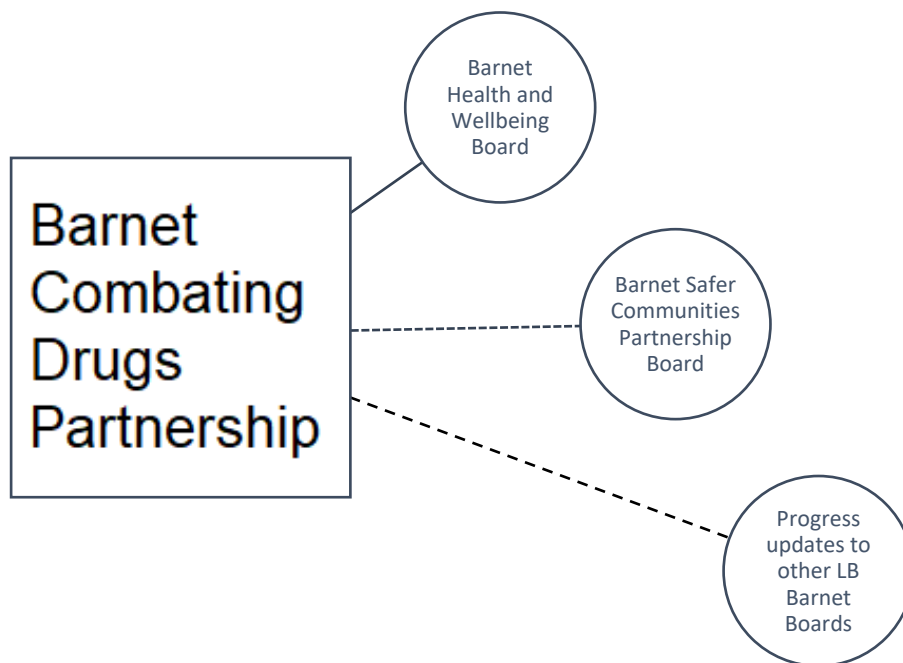 Barnet
Health and
Wellbeing
Board
Barnet
Combating
Drugs
Partnership
Barnet Safer
Communities
Partnership
Board
Progress
updates to
other LB
Barnet
Boards